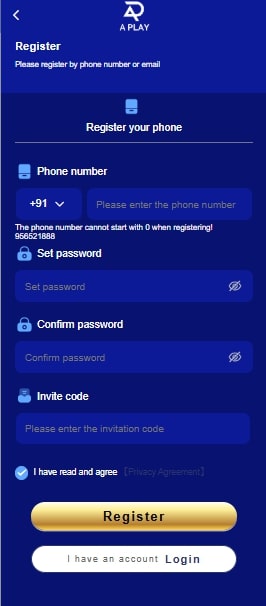 A PLAY
Register
Please register by phone number or email
Register your phone
Phone number
+91
Please enter the phone number
The phone number cannot start with 0 when registering!
956521888
Set password
Set password
Confirm password
Confirm password
Invite code
Please enter the invitation code
I have read and agree 【Privacy Agreement】
Register
I have an account Login